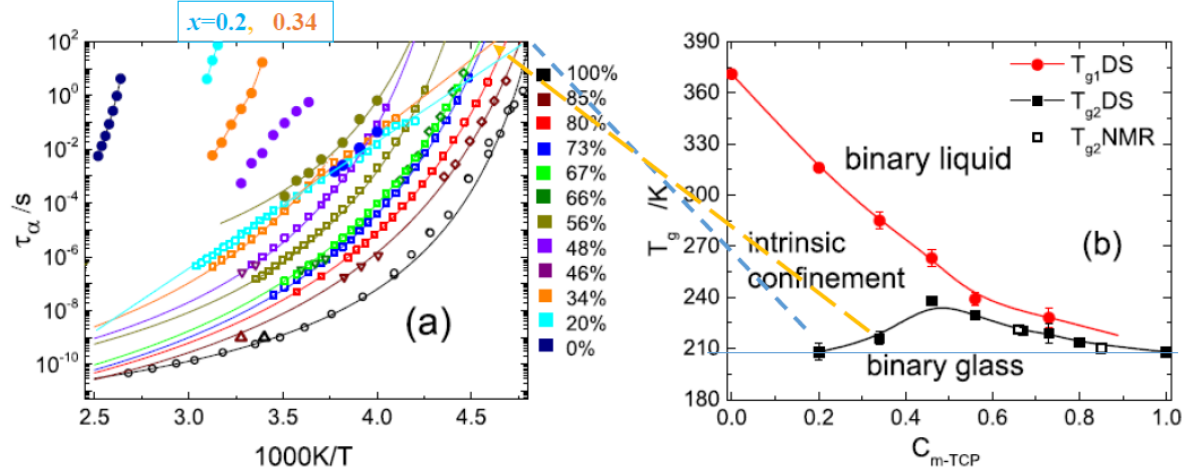 x=0.2, 0.34
10²
10⁰
10⁻²
10⁻⁴
10⁻⁶
10⁻⁸
10⁻¹⁰
τα /s
2.5 3.0 3.5 4.0 4.5
1000K/T
(a)
100%
85%
80%
73%
67%
66%
56%
48%
46%
34%
20%
0%
390
360
330
300
270
240
210
180
Tg /K
Tg1DS
Tg2DS
Tg2NMR
binary liquid
intrinsic
confinement
(b)
binary glass
0.0 0.2 0.4 0.6 0.8 1.0
Cm-TCP